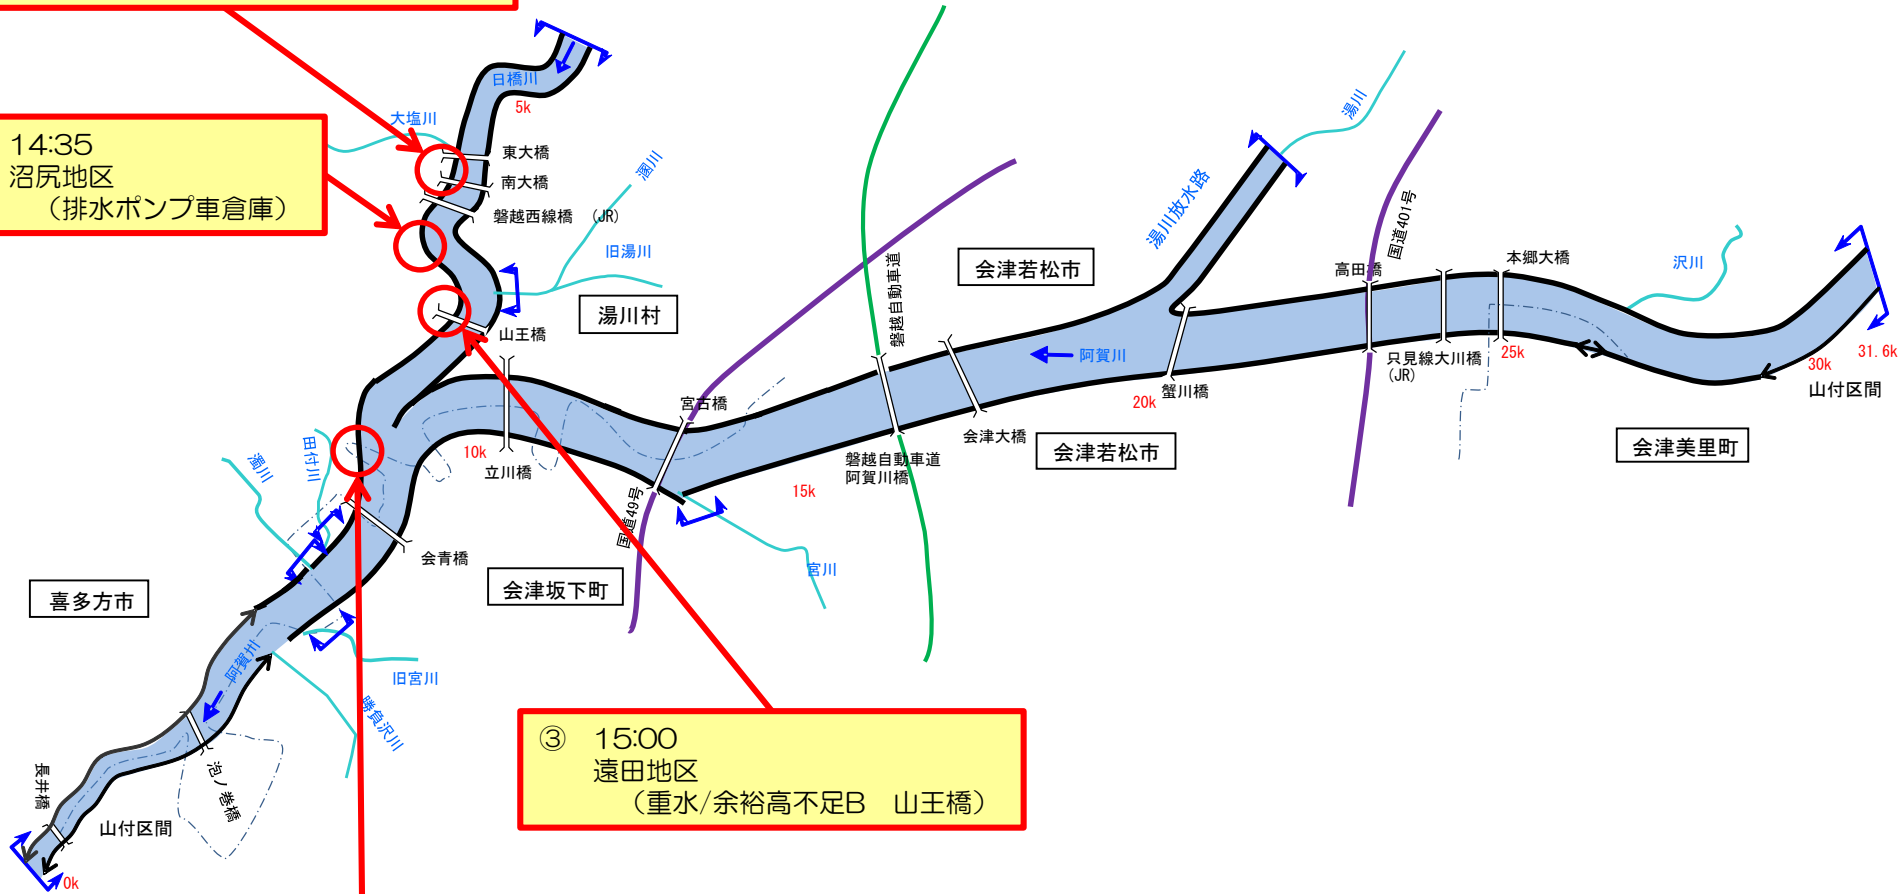 日橋川
5k
大塩川
東大橋
南大橋
磐越西線橋 (JR)
14:35
沼尻地区
(排水ポンプ車倉庫)
旧湯川
湯川村
山王橋
湯川
湯川放水路
国道401号
会津若松市
磐越自動車道
高田橋
本郷大橋
沢川
阿賀川
只見線大川橋
(JR)
25k
30k
31.6k
山付区間
蟹川橋
20k
宮古橋
会津大橋
会津若松市
会津美里町
磐越自動車道
阿賀川橋
15k
10k
立川橋
田付川
濁川
国道49号
会青橋
宮川
会津坂下町
喜多方市
阿賀川
旧宮川
勝負沢川
③ 15:00
遠田地区
(重水/余裕高不足B 山王橋)
長井橋
泡ノ巻橋
山付区間
0k